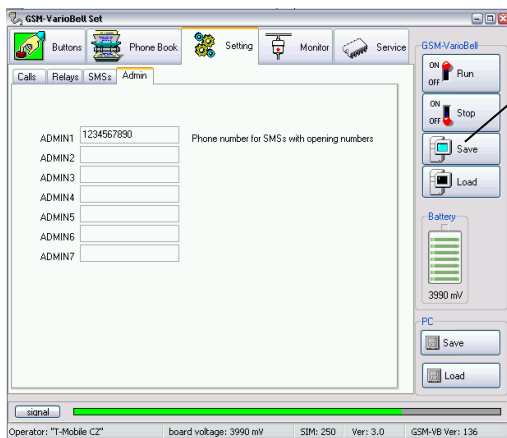 GSM-VarioBell Set
Buttons Phone Book Setting Monitor Service
Calls Relays SMSs Admin
ADMIN1 1234567890 Phone number for SMSs with opening numbers
ADMIN2
ADMIN3
ADMIN4
ADMIN5
ADMIN6
ADMIN7
GSM-VarioBell
ON OFF Run
ON OFF Stop
Save
Load
Battery
3990 mV
PC
Save
Load
signal
Operator: "T-Mobile CZ" board voltage: 3990 mV SIM: 250 Ver: 3.0 GSM-VB Ver: 136